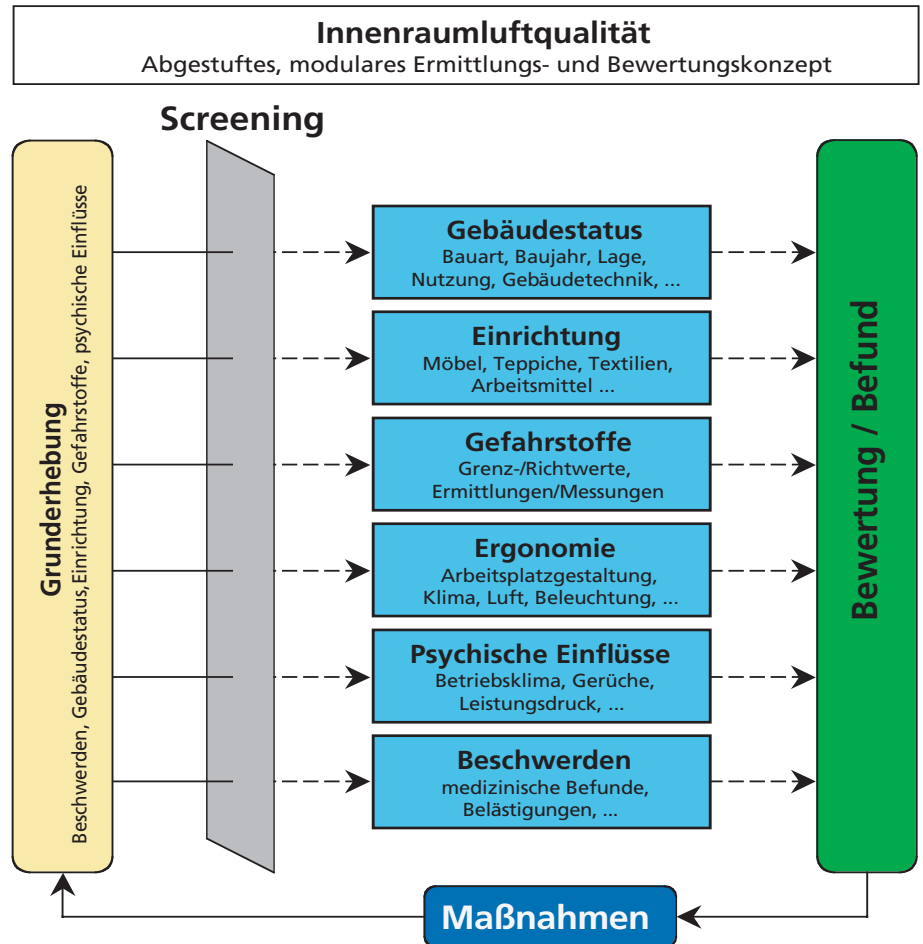 Innenraumluftqualität
Abgestuftes, modulares Ermittlungs- und Bewertungskonzept
Screening
Grunderhebung
Beschwerden, Gebäudestatus, Einrichtung, Gefahrstoffe, psychische Einflüsse
Gebäudestatus
Bauart, Baujahr, Lage,
Nutzung, Gebäudetechnik, ...
Einrichtung
Möbel, Teppiche, Textilien,
Arbeitsmittel ...
Gefahrstoffe
Grenz-/Richtwerte,
Ermittlungen/Messungen
Ergonomie
Arbeitsplatzgestaltung,
Klima, Luft, Beleuchtung, ...
Psychische Einflüsse
Betriebsklima, Gerüche,
Leistungsdruck, ...
Beschwerden
medizinische Befunde,
Belästigungen, ...
Bewertung / Befund
Maßnahmen